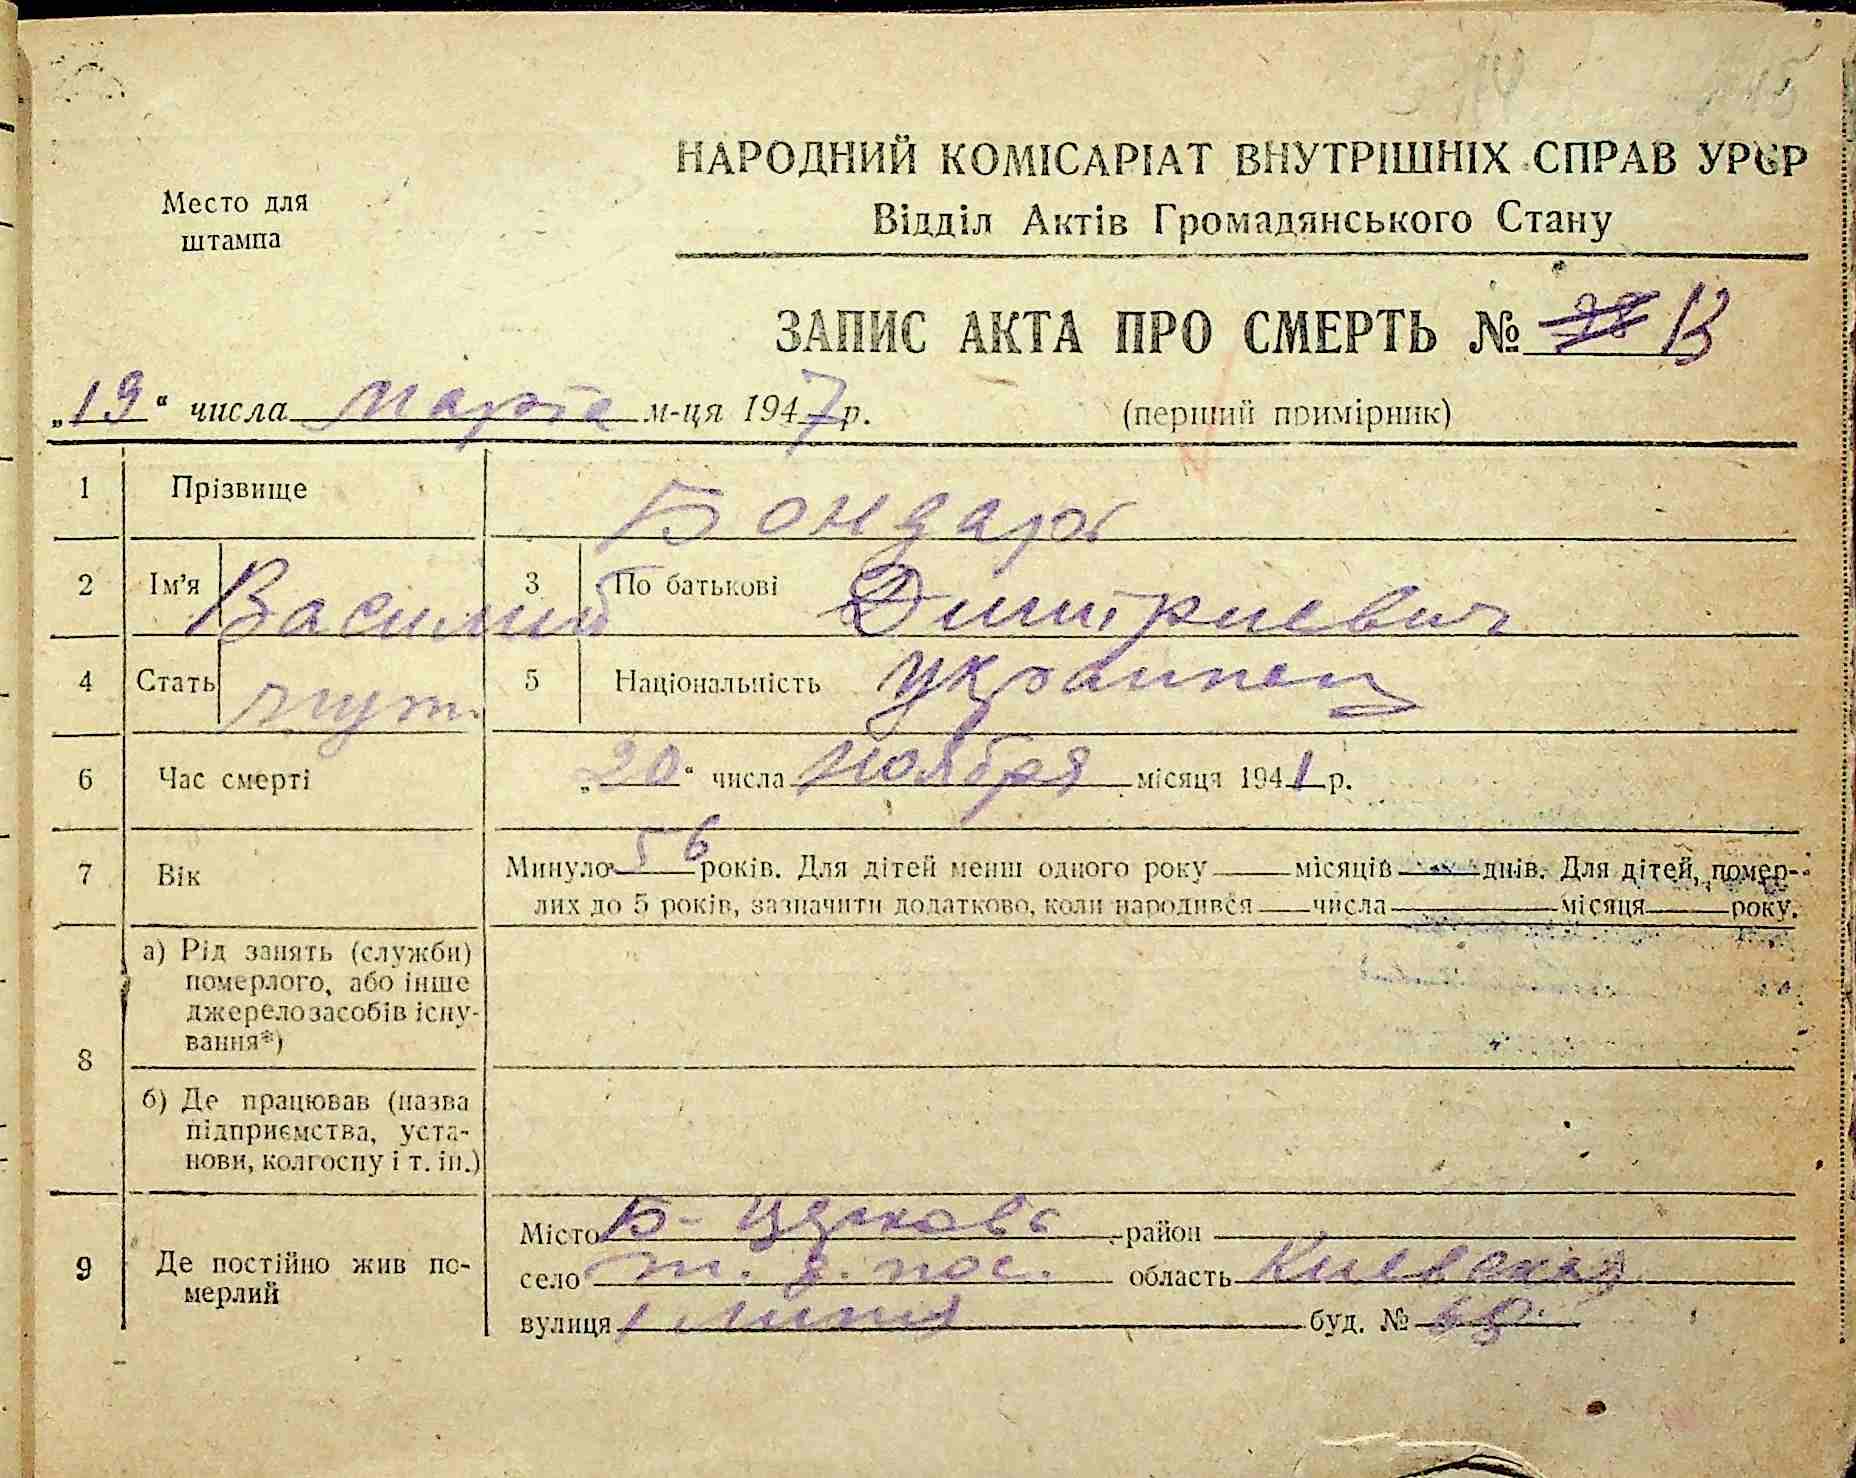 НАРОДНИЙ КОМІСАРІАТ ВНУТРІШНІХ СПРАВ УРСР
Место для
штампа
Відділ Актів Громадянського Стану
ЗАПИС АКТА ПРО СМЕРТЬ № 13
„19“ числа марта м-ця 1947 р. (перший примірник)
1 Прізвище Бондарь
2 Ім'я Василий 3 По батькові Димтриевич
4 Стать муж. 5 Національність украинец
6 Час смерті „20“ числа ноября місяця 1941 р.
7 Вік Минуло 56 років. Для дітей менш одного року місяців днів. Для дітей, помер-
лих до 5 років, зазначити додатково, коли народився числа місяця року.
8 а) Рід занять (служби)
померлого, або інше
джерело засобів існу-
вання*)
б) Де працював (назва
підприємства, уста-
нови, колгоспу і т. ін.)
9 Де постійно жив по-
мерлий
Місто Б-Церковь район
село пос. область Киевская
вулиця 1 линия буд. №